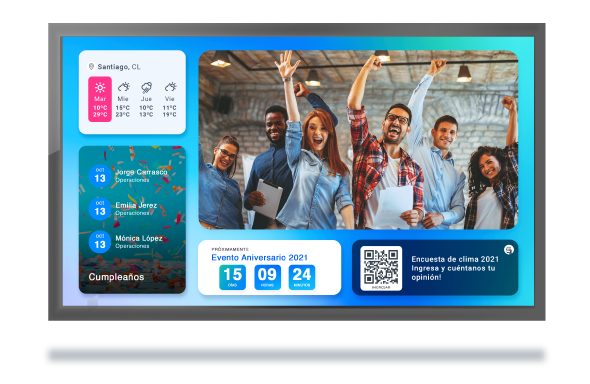 Santiago, CL
Mar Mie Jue Vie
10°C 15°C 10°C 11°C
29°C 23°C 13°C 19°C
oct
13
Jorge Carrasco
Operaciones
oct
13
Emilia Jerez
Operaciones
oct
13
Mónica López
Operaciones
Cumpleaños
PRÓXIMAMENTE
Evento Aniversario 2021
15 09 24
DÍAS HORAS MINUTOS
INGRESAR
Encuesta de clima 2021
Ingresa y cuéntanos tu
opinión!